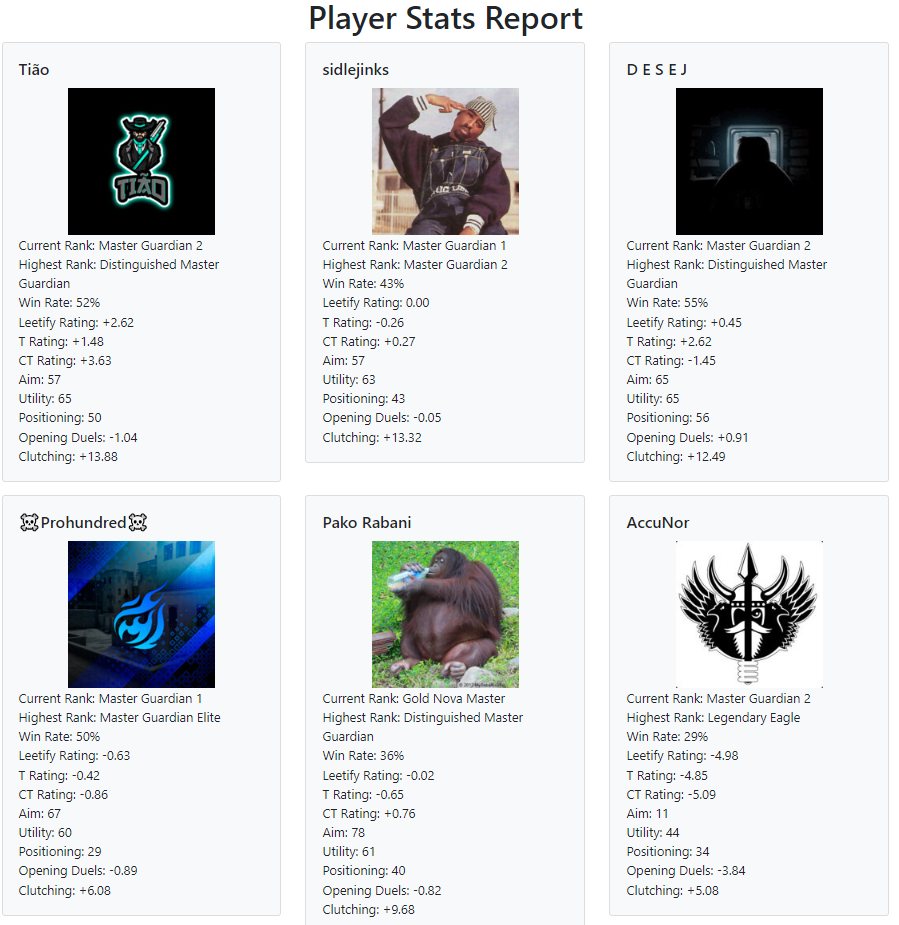 Player Stats Report
Tião
TIÃO
Current Rank: Master Guardian 2
Highest Rank: Distinguished Master
Guardian
Win Rate: 52%
Leetify Rating: +2.62
T Rating: +1.48
CT Rating: +3.63
Aim: 57
Utility: 65
Positioning: 50
Opening Duels: -1.04
Clutching: +13.88
sidlejinks
Current Rank: Master Guardian 1
Highest Rank: Master Guardian 2
Win Rate: 43%
Leetify Rating: 0.00
T Rating: -0.26
CT Rating: +0.27
Aim: 57
Utility: 63
Positioning: 43
Opening Duels: -0.05
Clutching: +13.32
D E S E J
Current Rank: Master Guardian 2
Highest Rank: Distinguished Master
Guardian
Win Rate: 55%
Leetify Rating: +0.45
T Rating: +2.62
CT Rating: -1.45
Aim: 65
Utility: 65
Positioning: 56
Opening Duels: +0.91
Clutching: +12.49
☠Prohundred☠
Current Rank: Master Guardian 1
Highest Rank: Master Guardian Elite
Win Rate: 50%
Leetify Rating: -0.63
T Rating: -0.42
CT Rating: -0.86
Aim: 67
Utility: 60
Positioning: 29
Opening Duels: -0.89
Clutching: +6.08
Pako Rabani
Current Rank: Gold Nova Master
Highest Rank: Distinguished Master
Guardian
Win Rate: 36%
Leetify Rating: -0.02
T Rating: -0.65
CT Rating: +0.76
Aim: 78
Utility: 61
Positioning: 40
Opening Duels: -0.82
Clutching: +9.68
AccuNor
Current Rank: Master Guardian 2
Highest Rank: Legendary Eagle
Win Rate: 29%
Leetify Rating: -4.98
T Rating: -4.85
CT Rating: -5.09
Aim: 11
Utility: 44
Positioning: 34
Opening Duels: -3.84
Clutching: +5.08